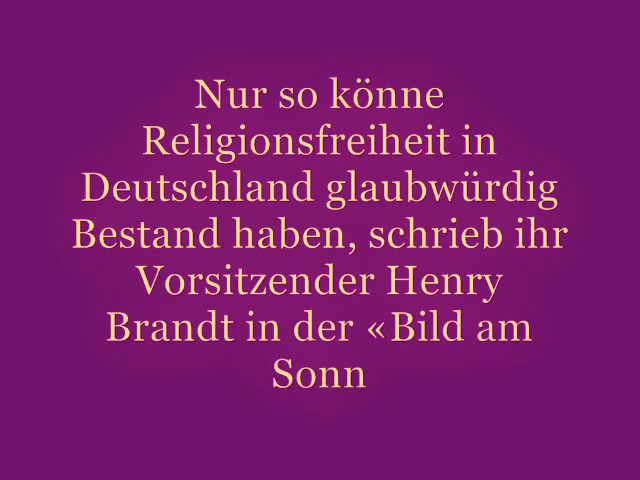 Nur so könne
Religionsfreiheit in
Deutschland glaubwürdig
Bestand haben, schrieb ihr
Vorsitzender Henry
Brandt in der «Bild am
Sonn